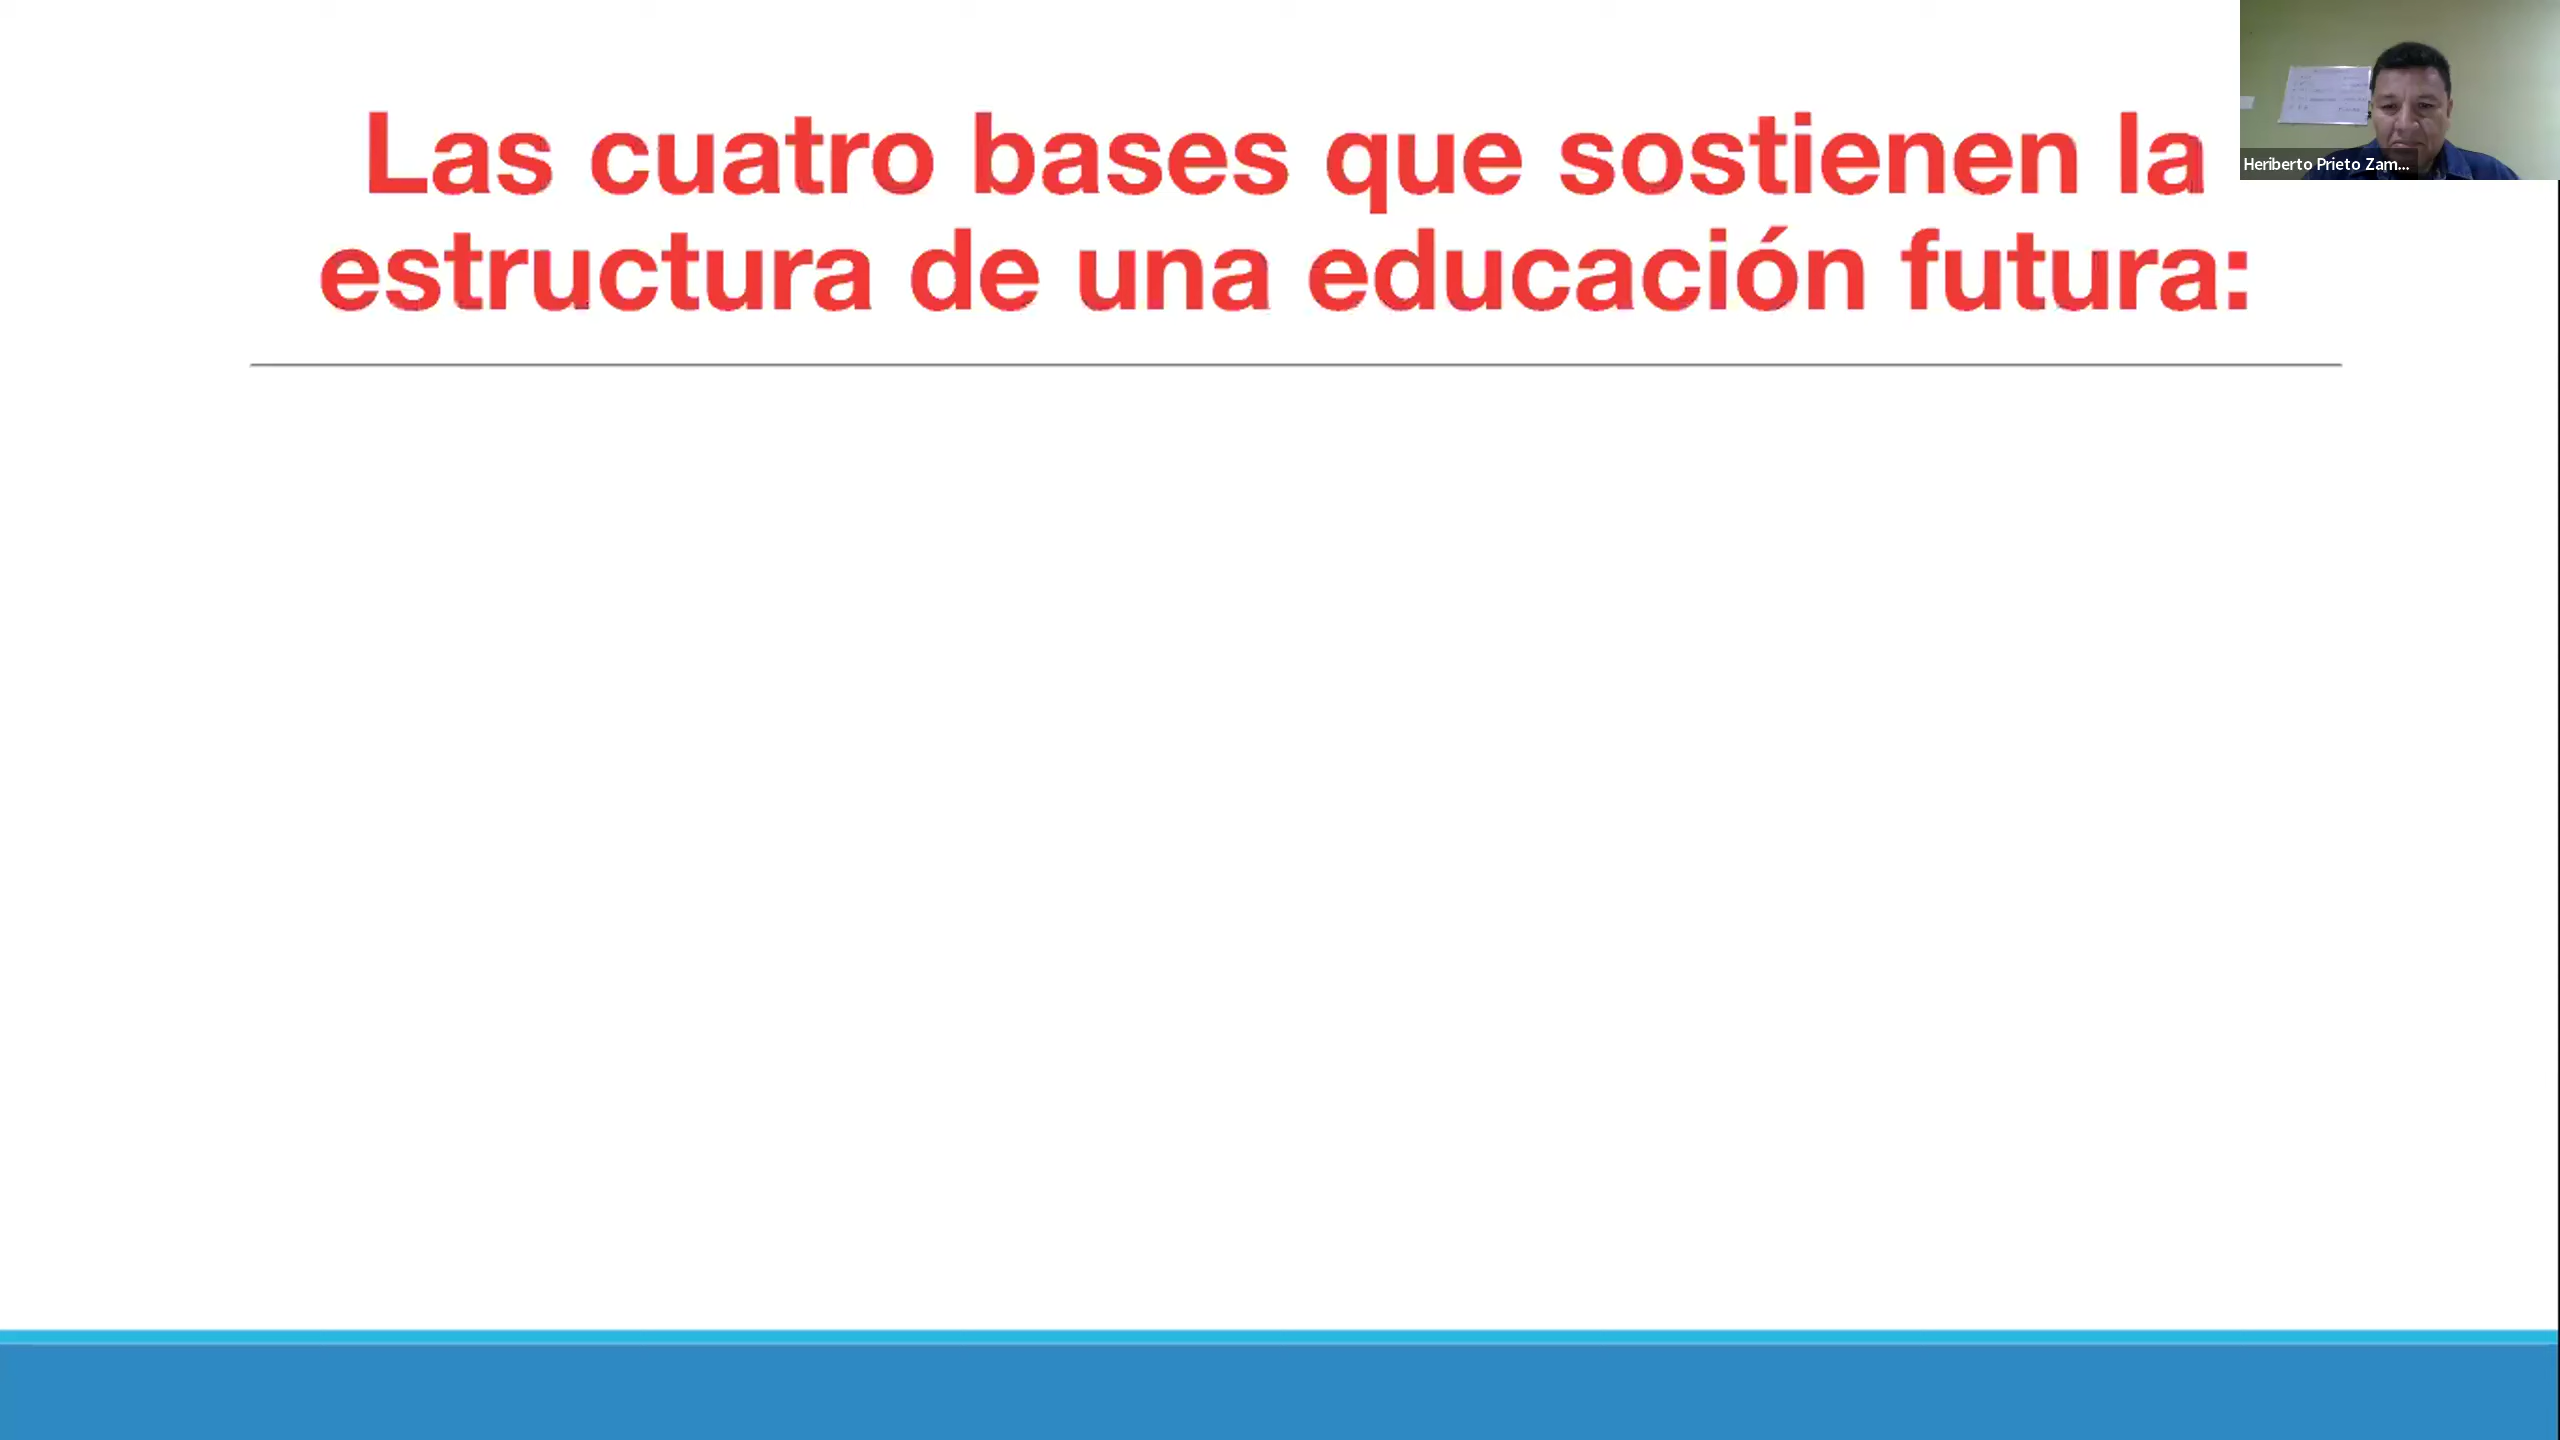 Las cuatro bases que sostienen la
estructura de una educación futura:
Heriberto Prieto Zam...